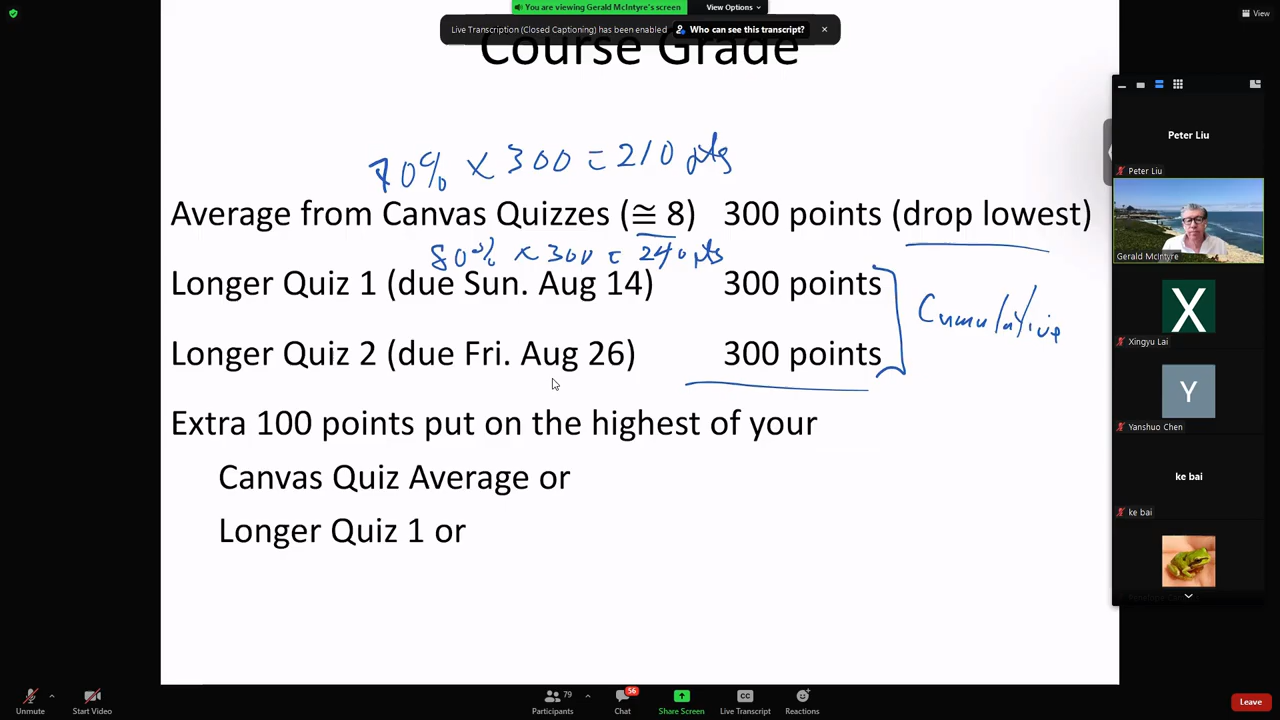 You are viewing Gerald McIntyre's screen
View Options
View
Live Transcription (Closed Captioning) has been enabled
Who can see this transcript?
Course Grade
70% x 300 = 210 pts
Average from Canvas Quizzes (≅ 8) 300 points (drop lowest)
80% x 300 = 240 pts
Longer Quiz 1 (due Sun. Aug 14) 300 points
Cumulative
Longer Quiz 2 (due Fri. Aug 26) 300 points
Extra 100 points put on the highest of your
Canvas Quiz Average or
Longer Quiz 1 or
Peter Liu
Peter Liu
Gerald McIntyre
X
Xingyu Lai
Y
Yanshuo Chen
ke bai
ke bai
Unmute
Start Video
Participants
79
Chat
56
Share Screen
CC
Live Transcript
Reactions
Leave